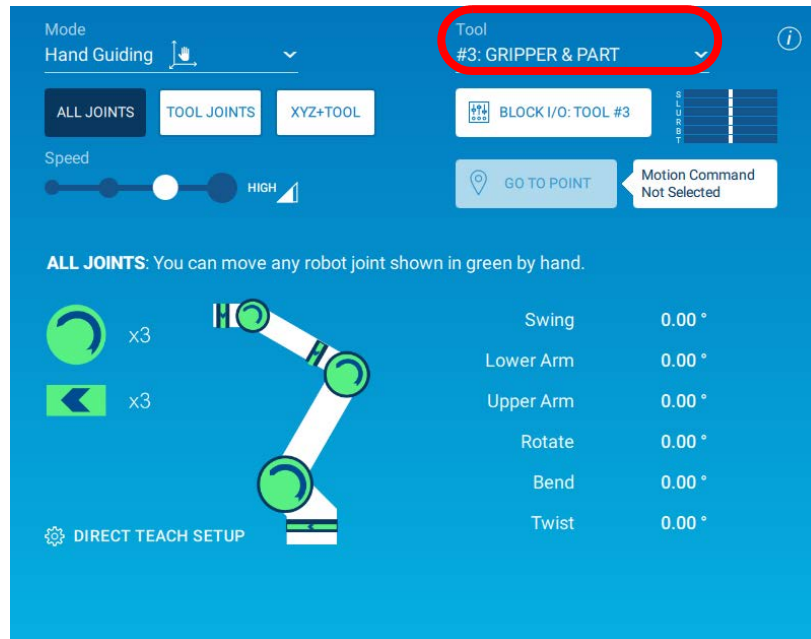 Mode
Hand Guiding
Tool
#3: GRIPPER & PART
i
ALL JOINTS
TOOL JOINTS
XYZ+TOOL
BLOCK I/O: TOOL #3
S
L
U
R
B
T
Speed
HIGH
GO TO POINT
Motion Command
Not Selected
ALL JOINTS: You can move any robot joint shown in green by hand.
x3
x3
Swing 0.00 °
Lower Arm 0.00 °
Upper Arm 0.00 °
Rotate 0.00 °
Bend 0.00 °
Twist 0.00 °
DIRECT TEACH SETUP